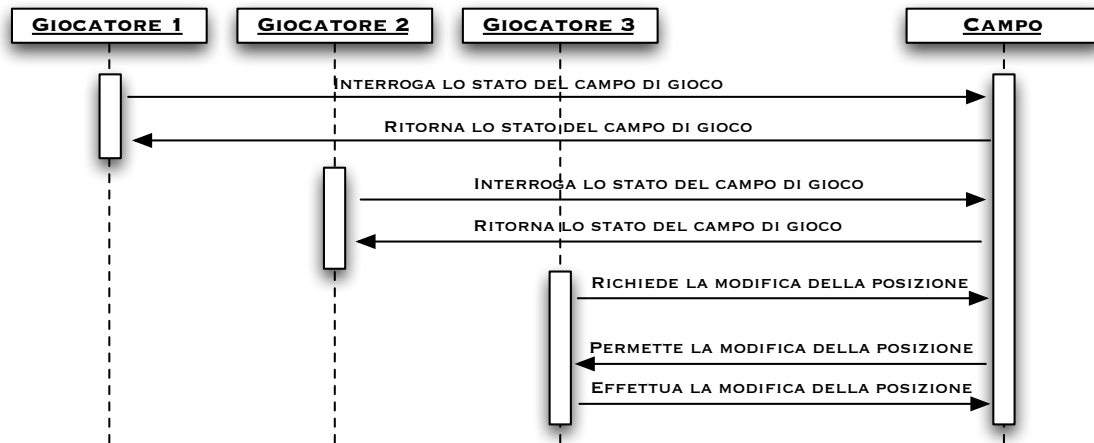 GIOCATORE 1
GIOCATORE 2
GIOCATORE 3
CAMPO
INTERROGA LO STATO DEL CAMPO DI GIOCO
RITORNA LO STATO DEL CAMPO DI GIOCO
INTERROGA LO STATO DEL CAMPO DI GIOCO
RITORNA LO STATO DEL CAMPO DI GIOCO
RICHIEDE LA MODIFICA DELLA POSIZIONE
PERMETTE LA MODIFICA DELLA POSIZIONE
EFFETTUA LA MODIFICA DELLA POSIZIONE